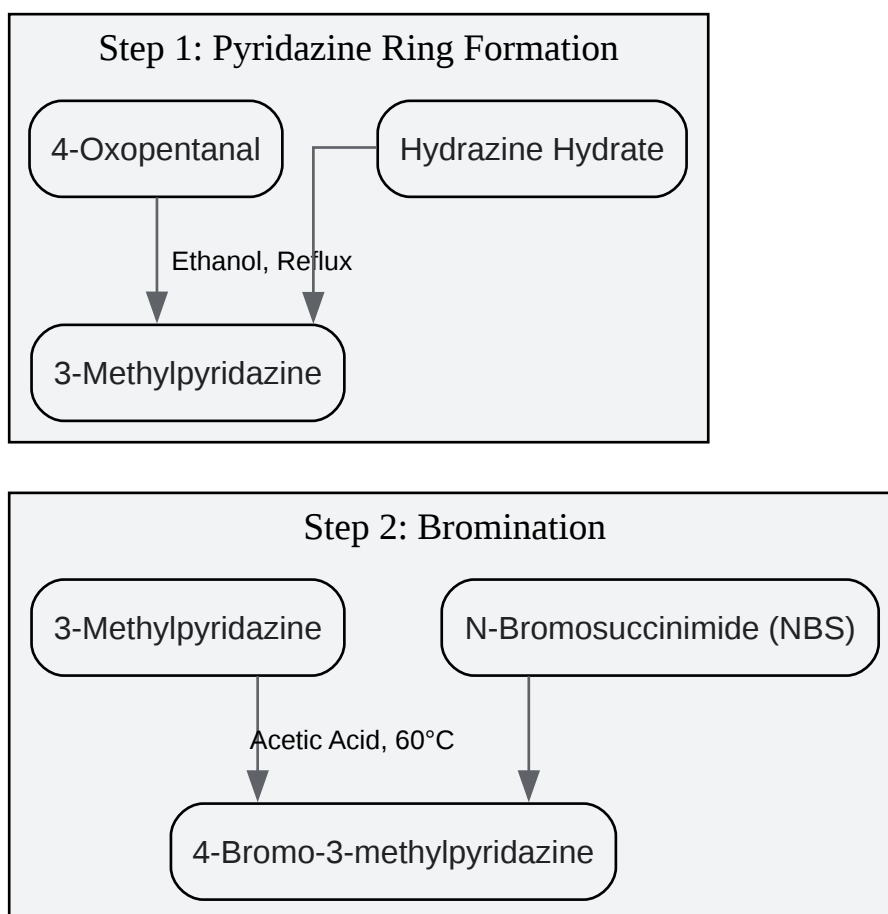 Step 1: Pyridazine Ring Formation
4-Oxopentanal
Hydrazine Hydrate
Ethanol, Reflux
3-Methylpyridazine
Step 2: Bromination
3-Methylpyridazine
N-Bromosuccinimide (NBS)
Acetic Acid, 60°C
4-Bromo-3-methylpyridazine